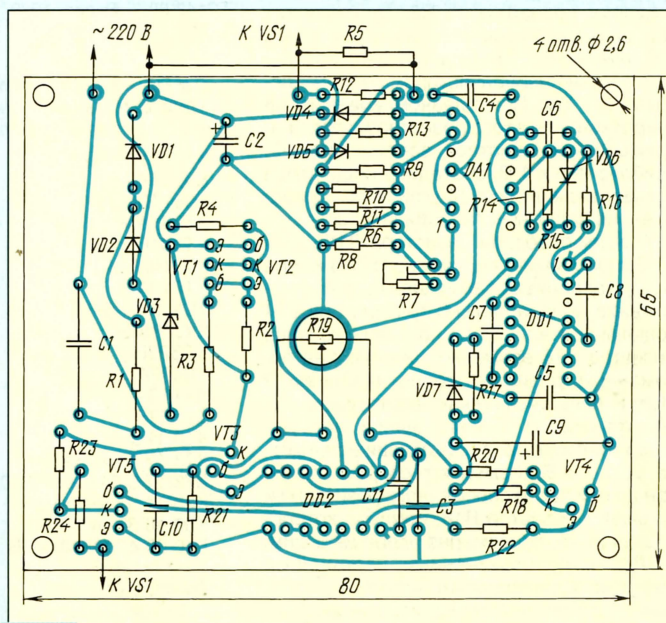 ~ 220 В
К VS1
R5
4 отв. ф 2,6
R12
C4
VD4
C6
C2
R13
VD1
VD5
VD6
R9
DA1
R10
R14
R16
R4
R11
R15
R6
1
VD2
э
б
R8
1
VT1
к
к
VT2
б
э
R7
C8
VD3
R19
C7
DD1
65
C1
R2
R3
R1
VD7
R17
C5
VT3
C9
R23
к
VT5
б
R20
VT4
б
DD2
C11
э
R18
к
б
R24
к
C10
R21
C3
э
э
R22
К VS1
80